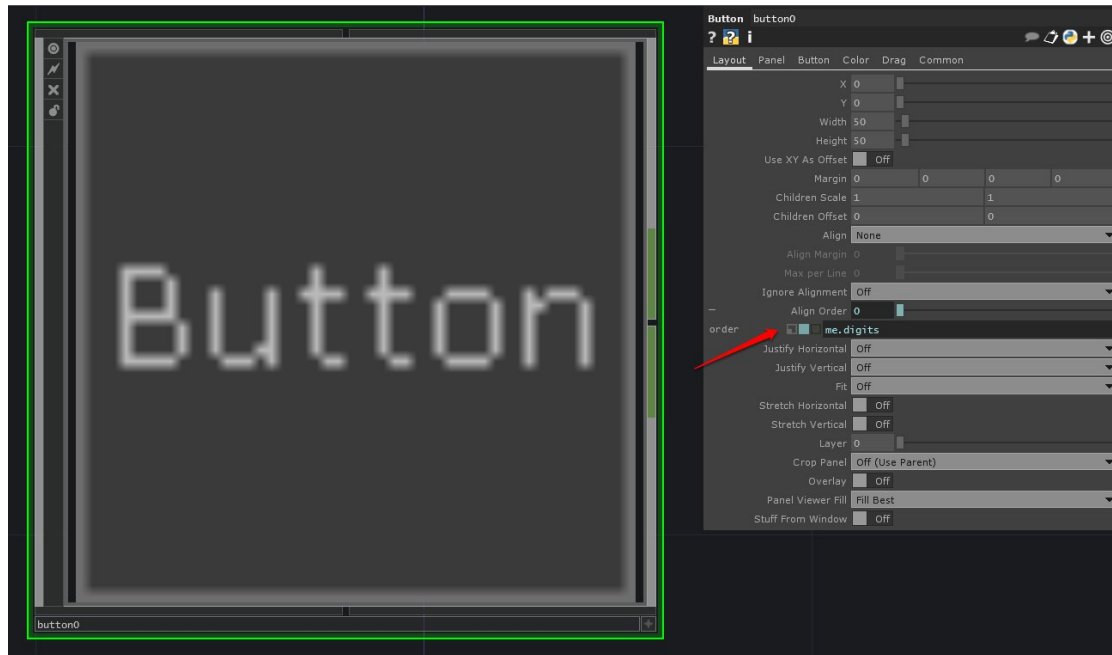 Button button0
? ? i
Layout Panel Button Color Drag Common
X 0
Y 0
Width 50
Height 50
Use XY As Offset Off
Margin 0 0 0 0
Children Scale 1 1
Children Offset 0 0
Align None
Align Margin 0
Max per Line 0
Ignore Alignment Off
Align Order 0
order me.digits
Justify Horizontal Off
Justify Vertical Off
Fit Off
Stretch Horizontal Off
Stretch Vertical Off
Layer 0
Crop Panel Off (Use Parent)
Overlay Off
Panel Viewer Fill Fill Best
Stuff From Window Off
Button
button0